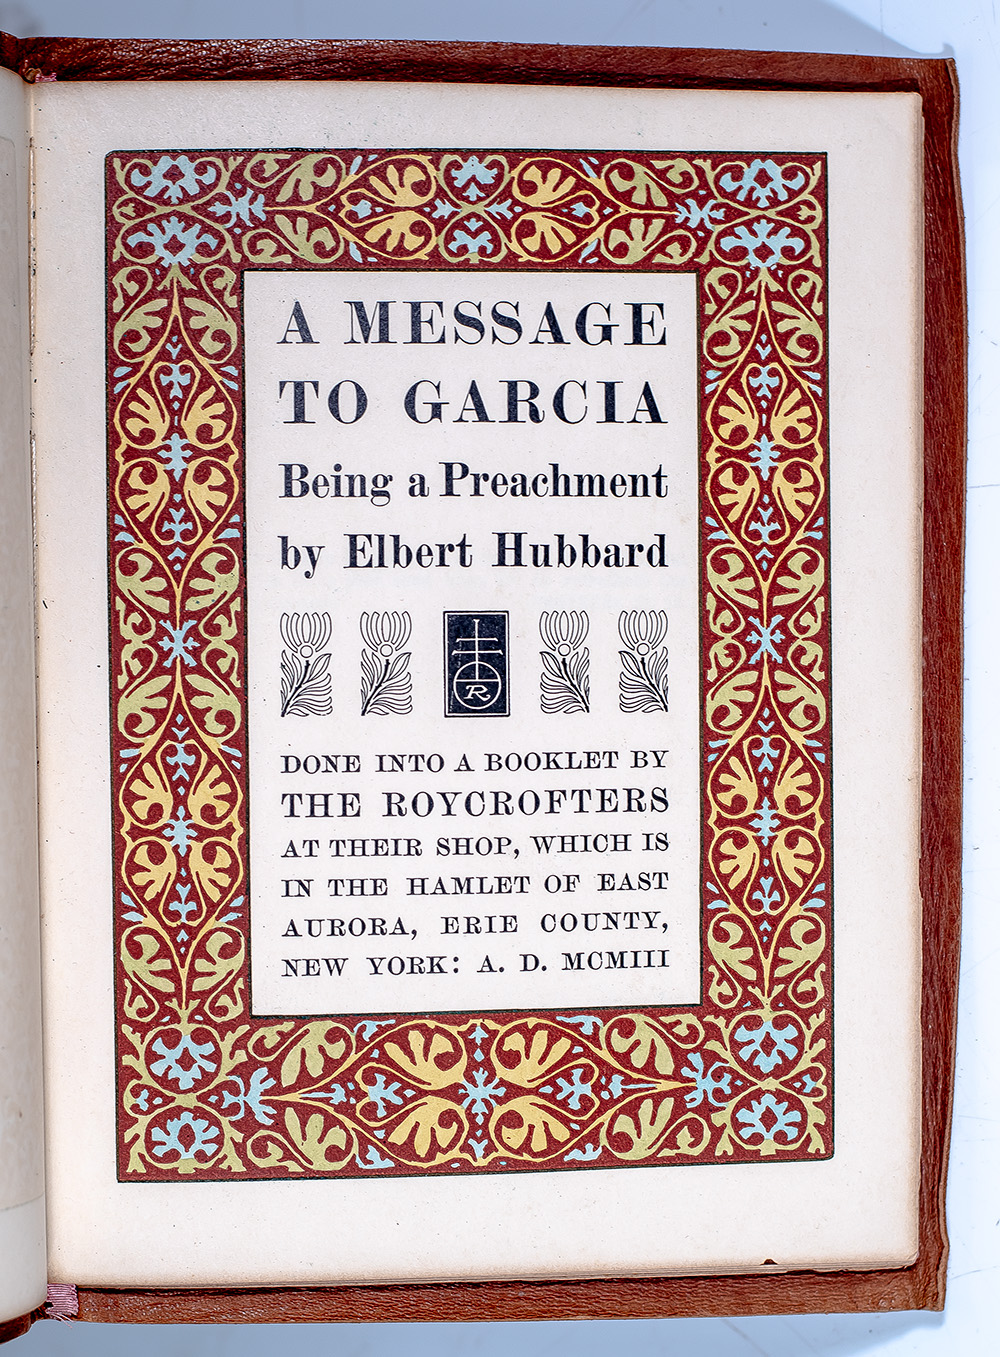 A MESSAGE
TO GARCIA
Being a Preachment
by Elbert Hubbard
R
DONE INTO A BOOKLET BY
THE ROYCROFTERS
AT THEIR SHOP, WHICH IS
IN THE HAMLET OF EAST
AURORA, ERIE COUNTY,
NEW YORK: A. D. MCMIII